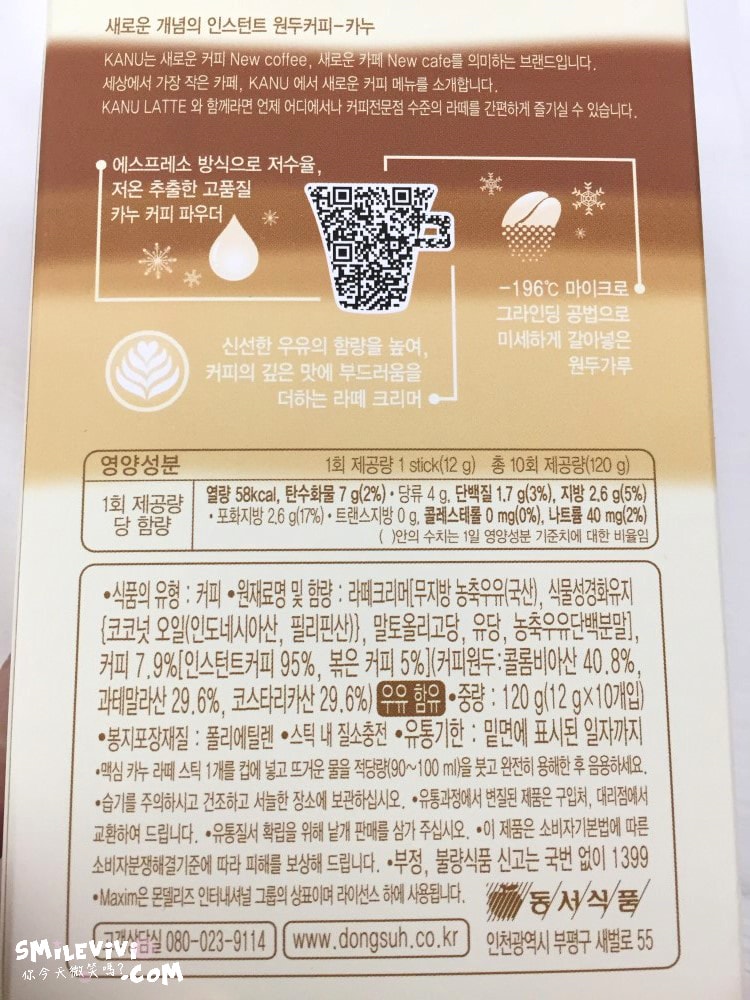 새로운 개념의 인스턴트 원두커피-카누
KANU는 새로운 커피 New coffee, 새로운 카페 New cafe를 의미하는 브랜드입니다.
세상에서 가장 작은 카페, KANU 에서 새로운 커피 메뉴를 소개합니다.
KANU LATTE 와 함께라면 언제 어디에서나 커피전문점 수준의 라떼를 간편하게 즐기실 수 있습니다.
에스프레소 방식으로 저수율,
저온 추출한 고품질
카누 커피 파우더
-196℃ 마이크로
그라인딩 공법으로
미세하게 갈아넣은
원두가루
신선한 우유의 함량을 높여,
커피의 깊은 맛에 부드러움을
더하는 라떼 크리머
영양성분 1회 제공량 1 stick(12 g) 총 10회 제공량(120 g)
1회 제공량
당 함량
열량 58kcal, 탄수화물 7 g(2%)・당류 4 g, 단백질 1.7 g(3%), 지방 2.6 g(5%)
・포화지방 2.6 g(17%)・트랜스지방 0 g, 콜레스테롤 0 mg(0%), 나트륨 40 mg(2%)
( )안의 수치는 1일 영양성분 기준치에 대한 비율임
•식품의 유형 : 커피 •원재료명 및 함량 : 라떼크리머[무지방 농축우유(국산), 식물성경화유지
{코코넛 오일(인도네시아산, 필리핀산)}, 말토올리고당, 유당, 농축우유단백분말],
커피 7.9%[인스턴트커피 95%, 볶은 커피 5%](커피원두:콜롬비아산 40.8%,
과테말라산 29.6%, 코스타리카산 29.6%) 우유 함유 •중량 : 120 g(12 g×10개입)
•봉지포장재질 : 폴리에틸렌 •스틱 내 질소충전 •유통기한 : 밑면에 표시된 일자까지
•맥심 카누 라떼 스틱 1개를 컵에 넣고 뜨거운 물을 적당량(90~100 ml)을 붓고 완전히 용해한 후 음용하세요.
•습기를 주의하시고 건조하고 서늘한 장소에 보관하십시오. •유통과정에서 변질된 제품은 구입처, 대리점에서
교환하여 드립니다. •유통질서 확립을 위해 낱개 판매를 삼가 주십시오. •이 제품은 소비자기본법에 따른
소비자분쟁해결기준에 따라 피해를 보상해 드립니다. •부정, 불량식품 신고는 국번 없이 1399
•Maxim은 몬델리즈 인터내셔널 그룹의 상표이며 라이선스 하에 사용됩니다. 동서식품
고객상담실 080-023-9114 www.dongsuh.co.kr 인천광역시 부평구 새벌로 55
SMiLEViVi
你今天微笑嗎?.COM